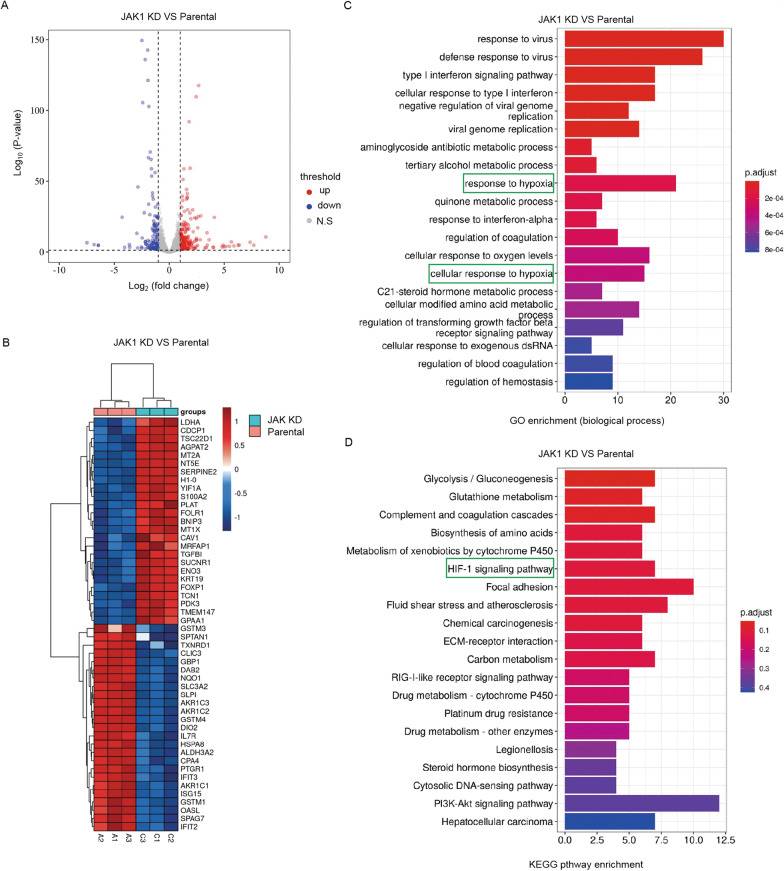 A
JAK1 KD VS Parental
150
100
50
0
Log10 (P-value)
-10
-5
0
5
10
Log2 (fold change)
threshold
up
down
N.S
B
JAK1 KD VS Parental
groups
JAK KD
Parental
1
0.5
0
-0.5
-1
LDHA
CDCP1
TSC22D1
AGPAT2
MT2A
NT5E
SERPINE2
H1-0
YIF1A
S100A2
PLAT
FOLR1
BNIP3
MT1X
CAV1
MRFAP1
TGFBI
SUCNR1
ENO3
KRT19
FOXP1
TCN1
PDK3
TMEM147
GPAA1
GSTM3
SPTAN1
TXNRD1
CLIC3
GBP1
DAB2
NQO1
SLC3A2
SLPI
AKR1C3
AKR1C2
GSTM4
DIO2
IL7R
HSPA8
ALDH3A2
CPA4
PTGR1
IFIT3
AKR1C1
ISG15
GSTM1
OASL
SPAG7
IFIT2
A2
A1
A3
C3
C1
C2
C
JAK1 KD VS Parental
response to virus
defense response to virus
type I interferon signaling pathway
cellular response to type I interferon
negative regulation of viral genome
replication
viral genome replication
aminoglycoside antibiotic metabolic process
tertiary alcohol metabolic process
response to hypoxia
quinone metabolic process
response to interferon-alpha
regulation of coagulation
cellular response to oxygen levels
cellular response to hypoxia
C21-steroid hormone metabolic process
cellular modified amino acid metabolic
process
regulation of transforming growth factor beta
receptor signaling pathway
cellular response to exogenous dsRNA
regulation of blood coagulation
regulation of hemostasis
0
10
20
30
GO enrichment (biological process)
p.adjust
2e-04
4e-04
6e-04
8e-04
D
JAK1 KD VS Parental
Glycolysis / Gluconeogenesis
Glutathione metabolism
Complement and coagulation cascades
Biosynthesis of amino acids
Metabolism of xenobiotics by cytochrome P450
HIF-1 signaling pathway
Focal adhesion
Fluid shear stress and atherosclerosis
Chemical carcinogenesis
ECM-receptor interaction
Carbon metabolism
RIG-I-like receptor signaling pathway
Drug metabolism - cytochrome P450
Platinum drug resistance
Drug metabolism - other enzymes
Legionellosis
Steroid hormone biosynthesis
Cytosolic DNA-sensing pathway
PI3K-Akt signaling pathway
Hepatocellular carcinoma
0.0
2.5
5.0
7.5
10.0
12.5
KEGG pthway enrichment
p.adjust
0.1
0.2
0.3
0.4